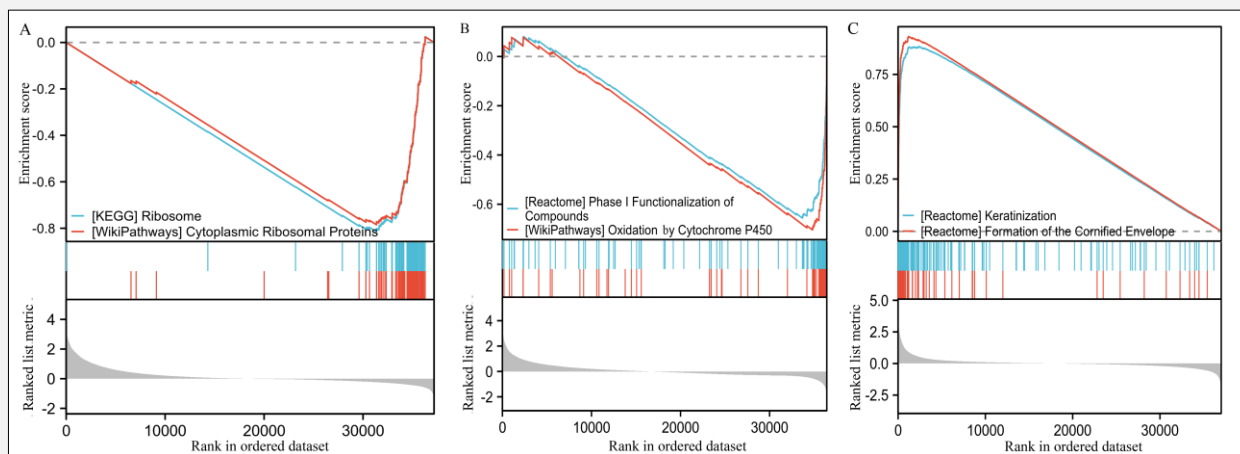 A
Enrichment score
0.0
-0.2
-0.4
-0.6
-0.8
[KEGG] Ribosome
[WikiPathways] Cytoplasmic Ribosomal Proteins
Ranked list metric
4
2
0
-2
0
10000
20000
30000
Rank in ordered dataset
B
Enrichment score
0.0
-0.2
-0.4
-0.6
[Reactome] Phase I Functionalization of
Compounds
[WikiPathways] Oxidation by Cytochrome P450
Ranked list metric
4
2
0
-2
0
10000
20000
30000
Rank in ordered dataset
C
Enrichment score
0.75
0.50
0.25
0.00
[Reactome] Keratinization
[Reactome] Formation of the Cornified Envelope
Ranked list metric
5.0
2.5
0.0
-2.5
0
10000
20000
30000
Rank in ordered dataset